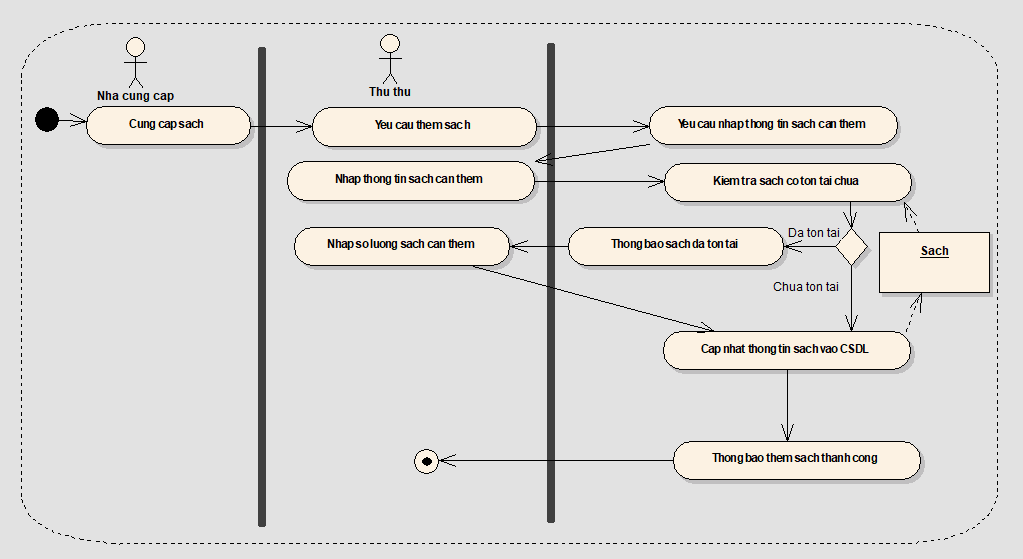 Nha cung cap
Thu thu
Cung cap sach
Yeu cau them sach
Yeu cau nhap thong tin sach can them
Nhap thong tin sach can them
Kiem tra sach co ton tai chua
Da ton tai
Nhap so luong sach can them
Thong bao sach da ton tai
Sach
Chua ton tai
Cap nhat thong tin sach vao CSDL
Thong bao them sach thanh cong